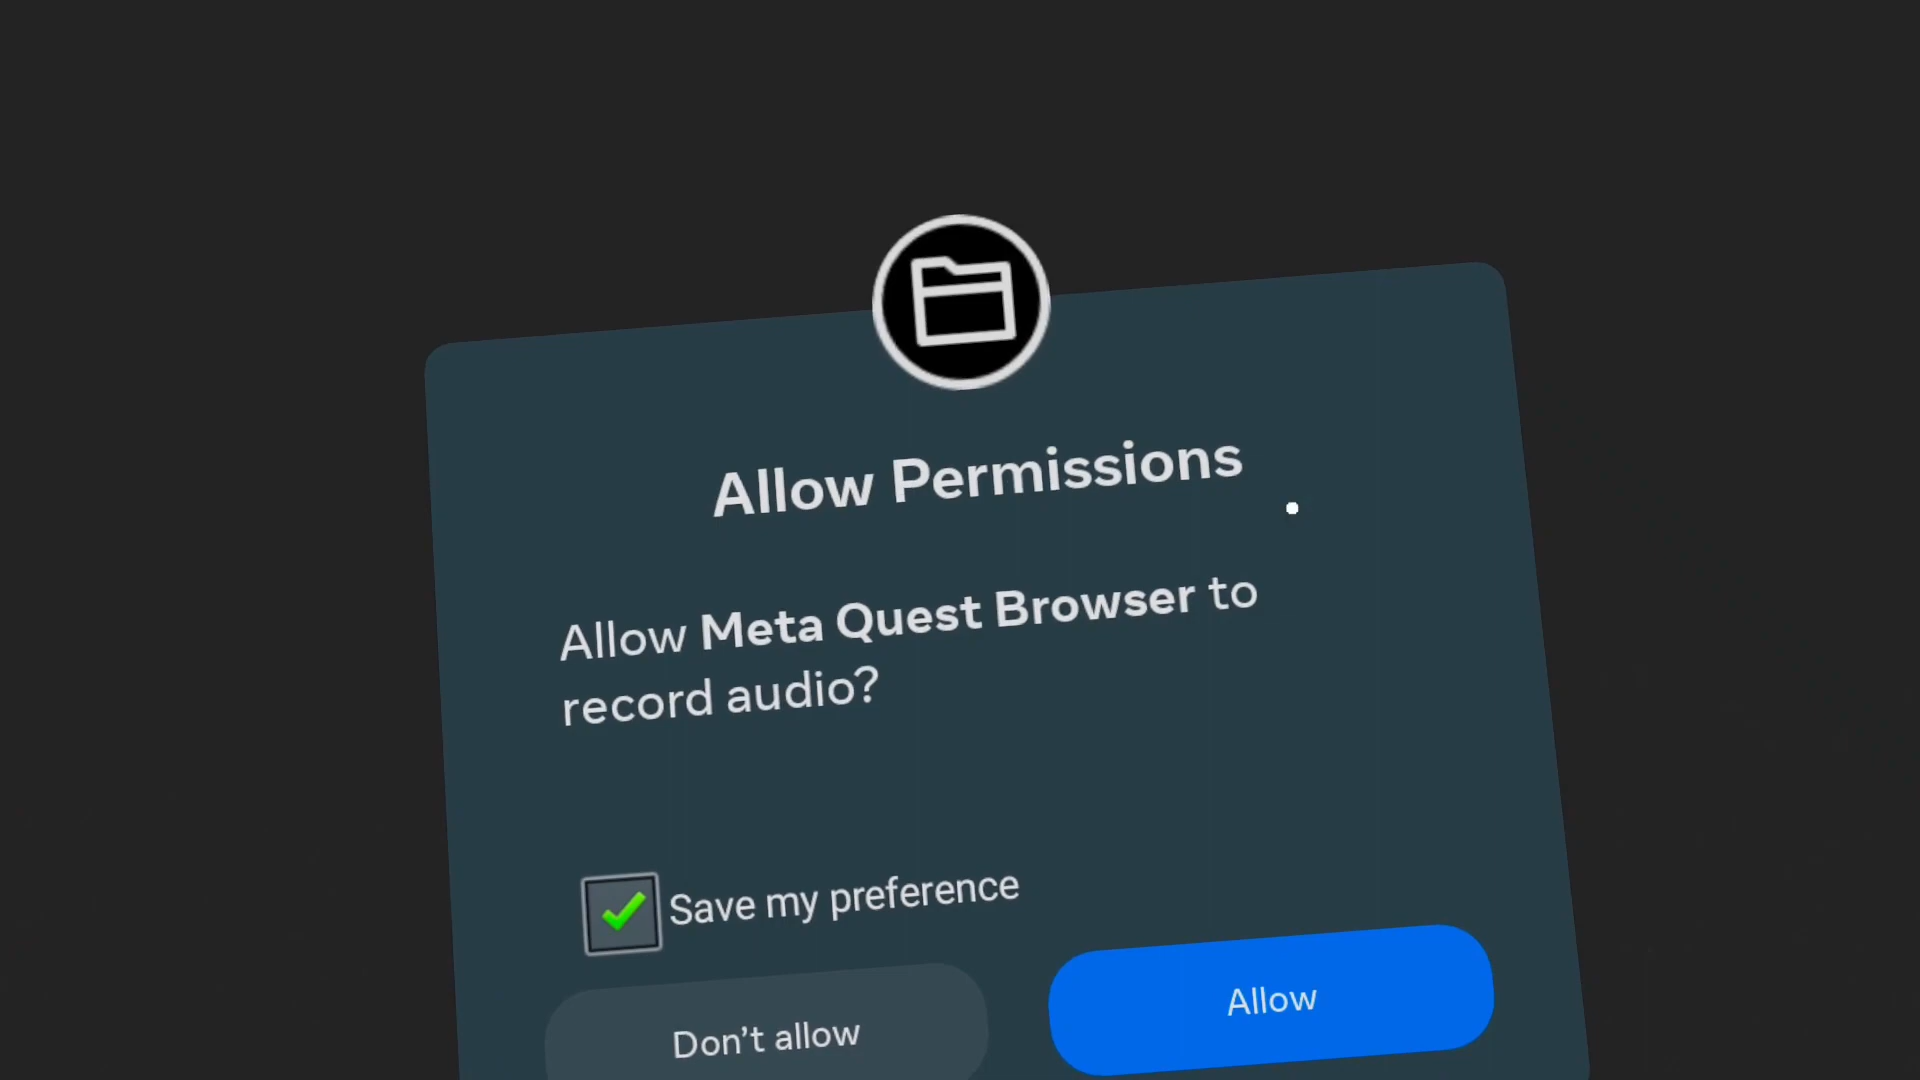 Allow Permissions
Allow Meta Quest Browser to
record audio?
Save my preference
Don't allow
Allow